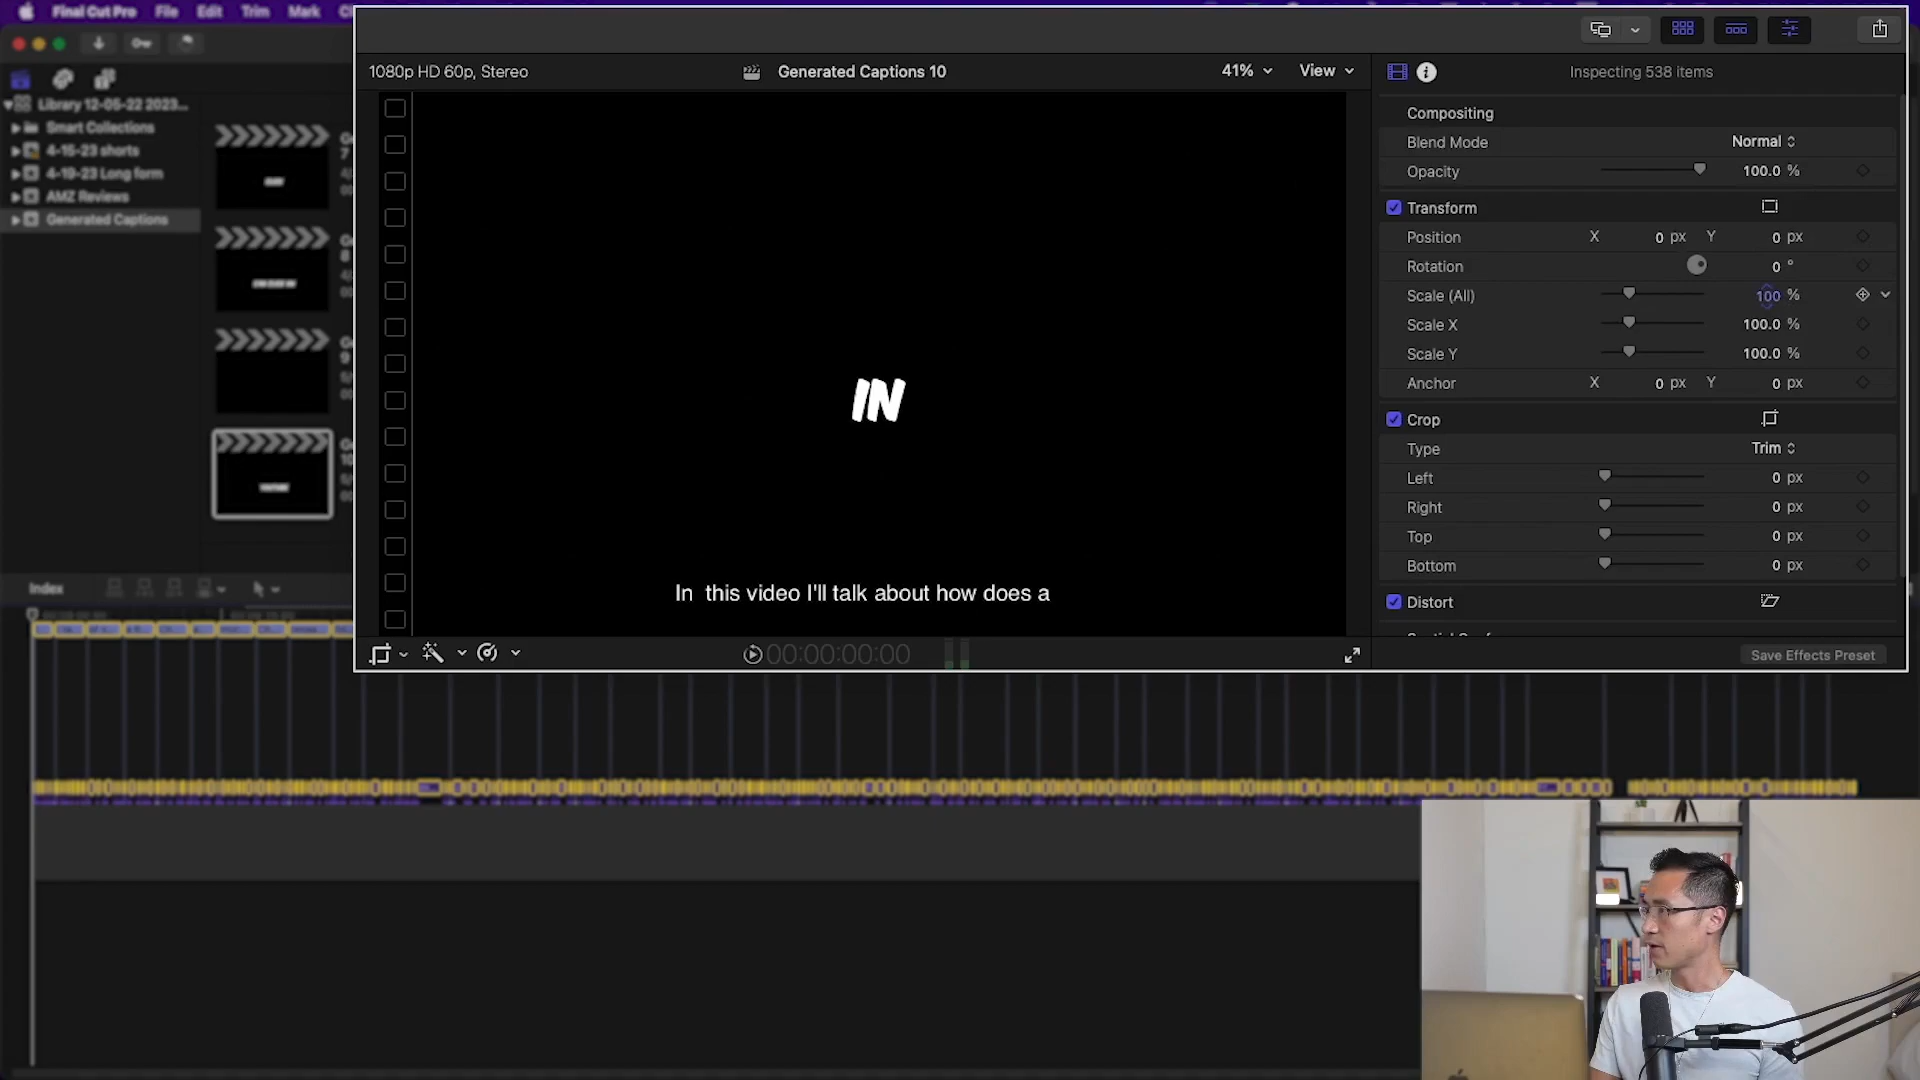 Final Cut Pro File Edit Trim Mark
1080p HD 60p, Stereo
Generated Captions 10
41%
View
Inspecting 538 items
Library 12-05-22 2023...
Smart Collections
4-15-23 shorts
4-19-23 Long form
AMZ Reviews
Generated Captions
IN
In  this video I'll talk about how does a
00:00:00:00
Compositing
Blend Mode Normal
Opacity 100.0 %
Transform
Position X 0 px Y 0 px
Rotation 0 °
Scale (All) 100 %
Scale X 100.0 %
Scale Y 100.0 %
Anchor X 0 px Y 0 px
Crop
Type Trim
Left 0 px
Right 0 px
Top 0 px
Bottom 0 px
Distort
Save Effects Preset
Index